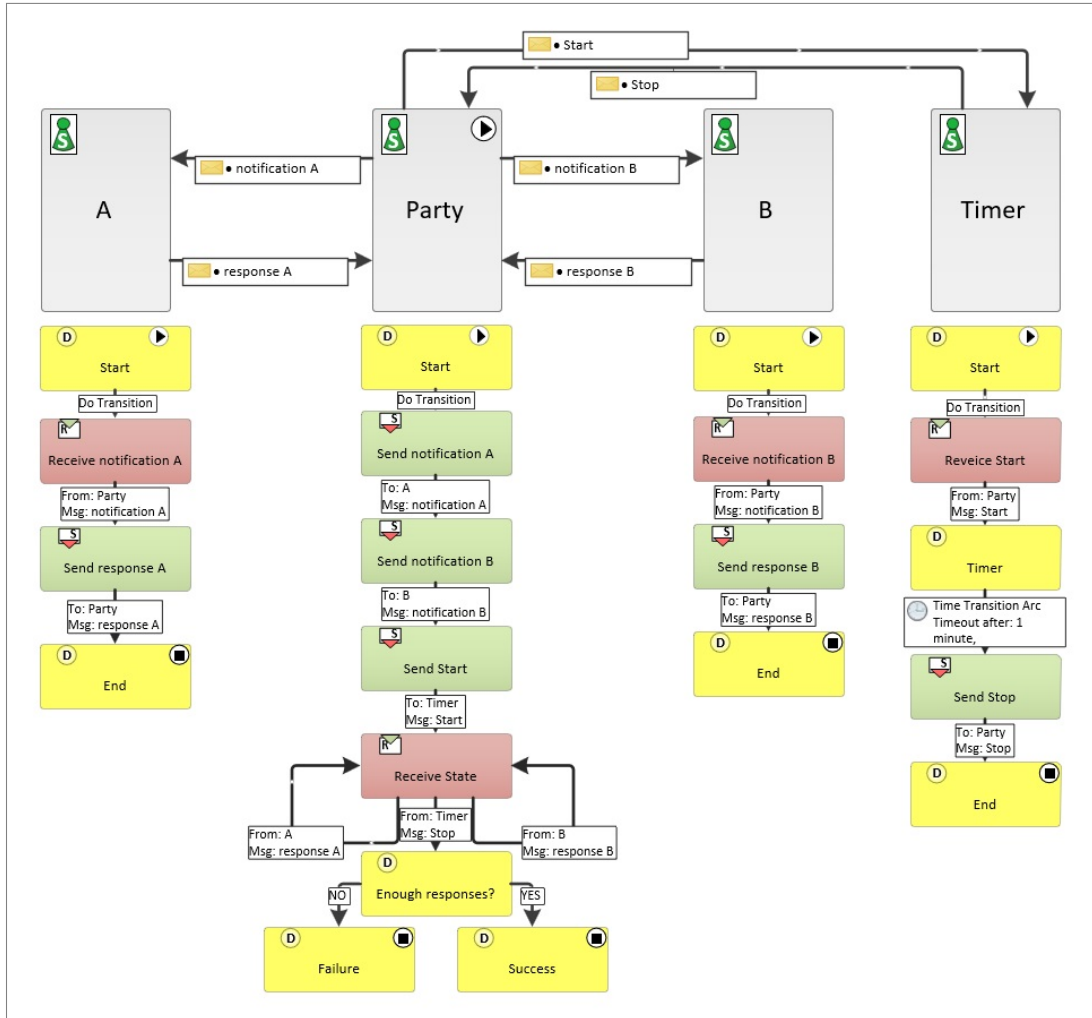 • Start
• Stop
S
S
S
S
• notification A
• notification B
A
Party
B
Timer
• response A
• response B
D
Start
Do Transition
R
Receive notification A
From: Party
Msg: notification A
S
Send response A
To: Party
Msg: response A
D
End
D
Start
Do Transition
S
Send notification A
To: A
Msg: notification A
S
Send notification B
To: B
Msg: notification B
S
Send Start
To: Timer
Msg: Start
R
Receive State
From: A
Msg: response A
From: Timer
Msg: Stop
From: B
Msg: response B
D
Enough responses?
NO
YES
D
Failure
D
Success
D
Start
Do Transition
R
Receive notification B
From: Party
Msg: notification B
S
Send response B
To: Party
Msg: response B
D
End
D
Start
Do Transition
R
Reveice Start
From: Party
Msg: Start
D
Timer
Time Transition Arc
Timeout after: 1
minute,
S
Send Stop
To: Party
Msg: Stop
D
End